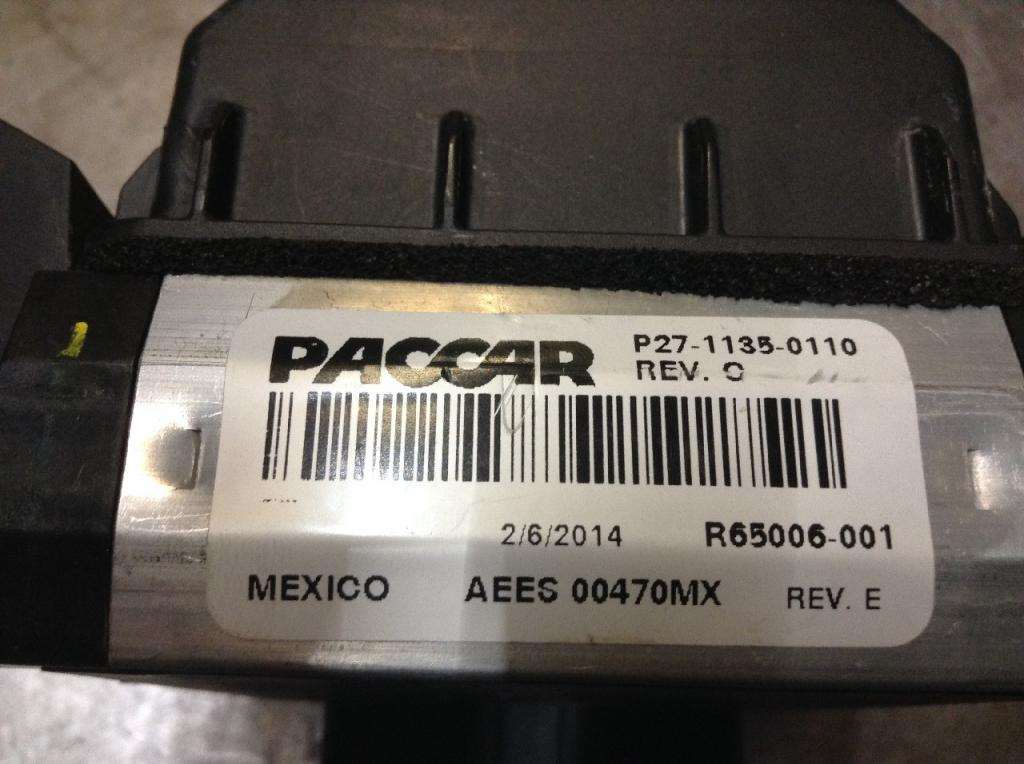 PACCAR
P27-1135-0110
REV.
2/6/2014
R65006-001
MEXICO
AEES 00470MX
REV. E